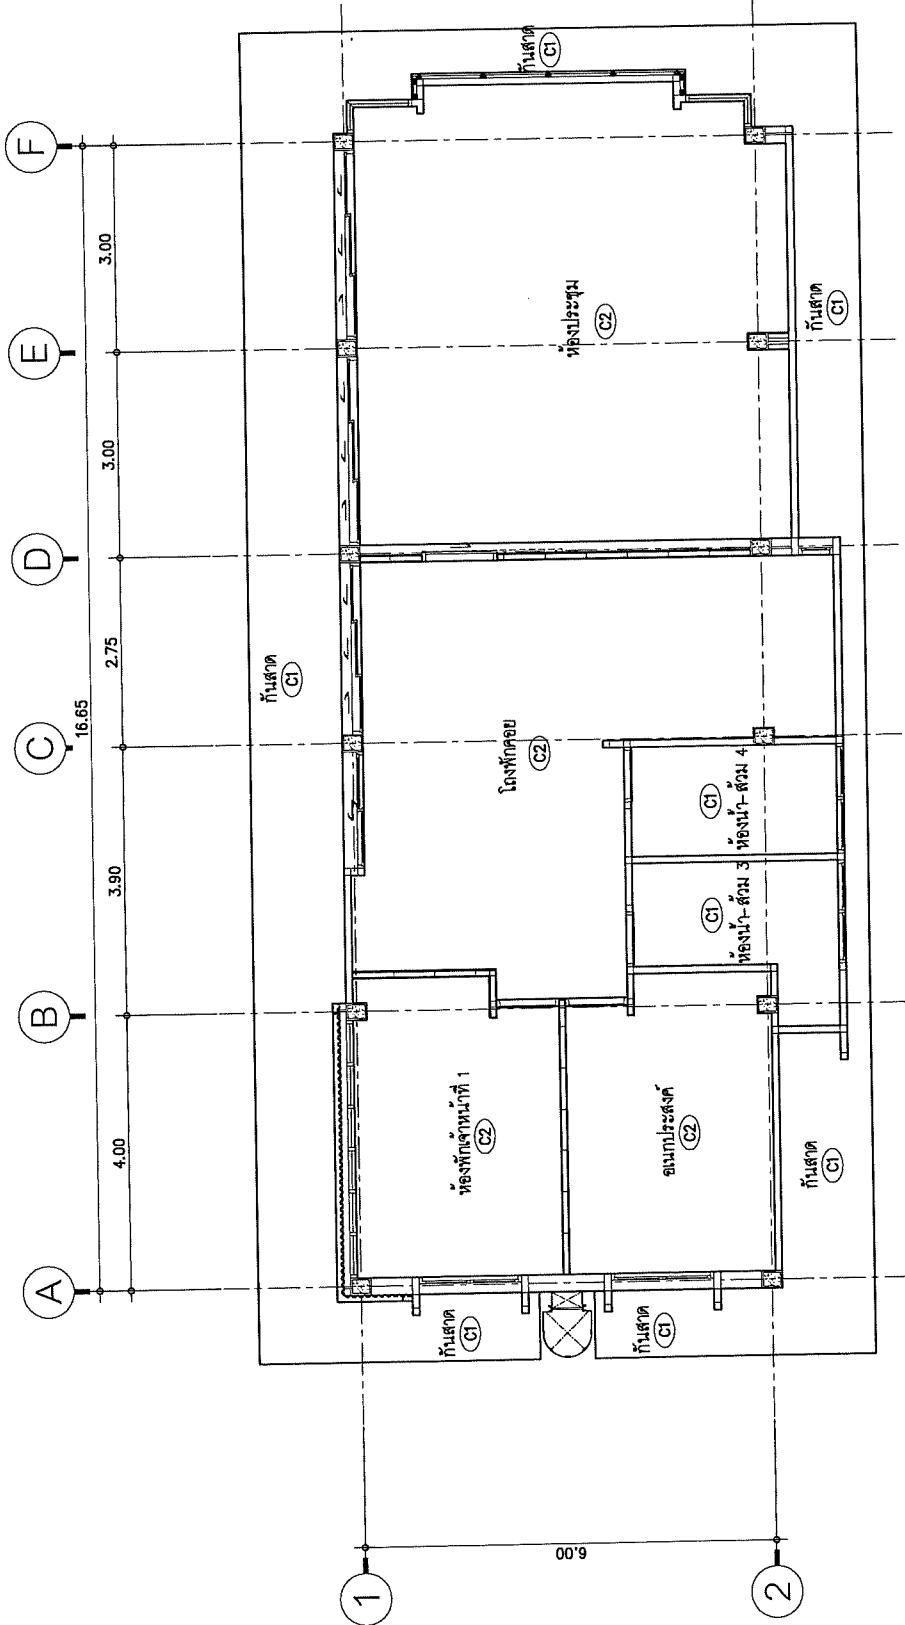 A
B
C
D
E
F
16.65
4.00
3.90
2.75
3.00
3.00
1
2
6.00
กันสาด
C1
กันสาด
C1
ห้องพักเจ้าหน้าที่ 1
C2
โถงพักคอย
C2
ห้องประชุม
C2
อเนกประสงค์
C2
C1
ห้องน้ำ-ส้วม 3
C1
ห้องน้ำ-ส้วม 4
กันสาด
C1
กันสาด
C1
กันสาด
C1
กันสาด
C1